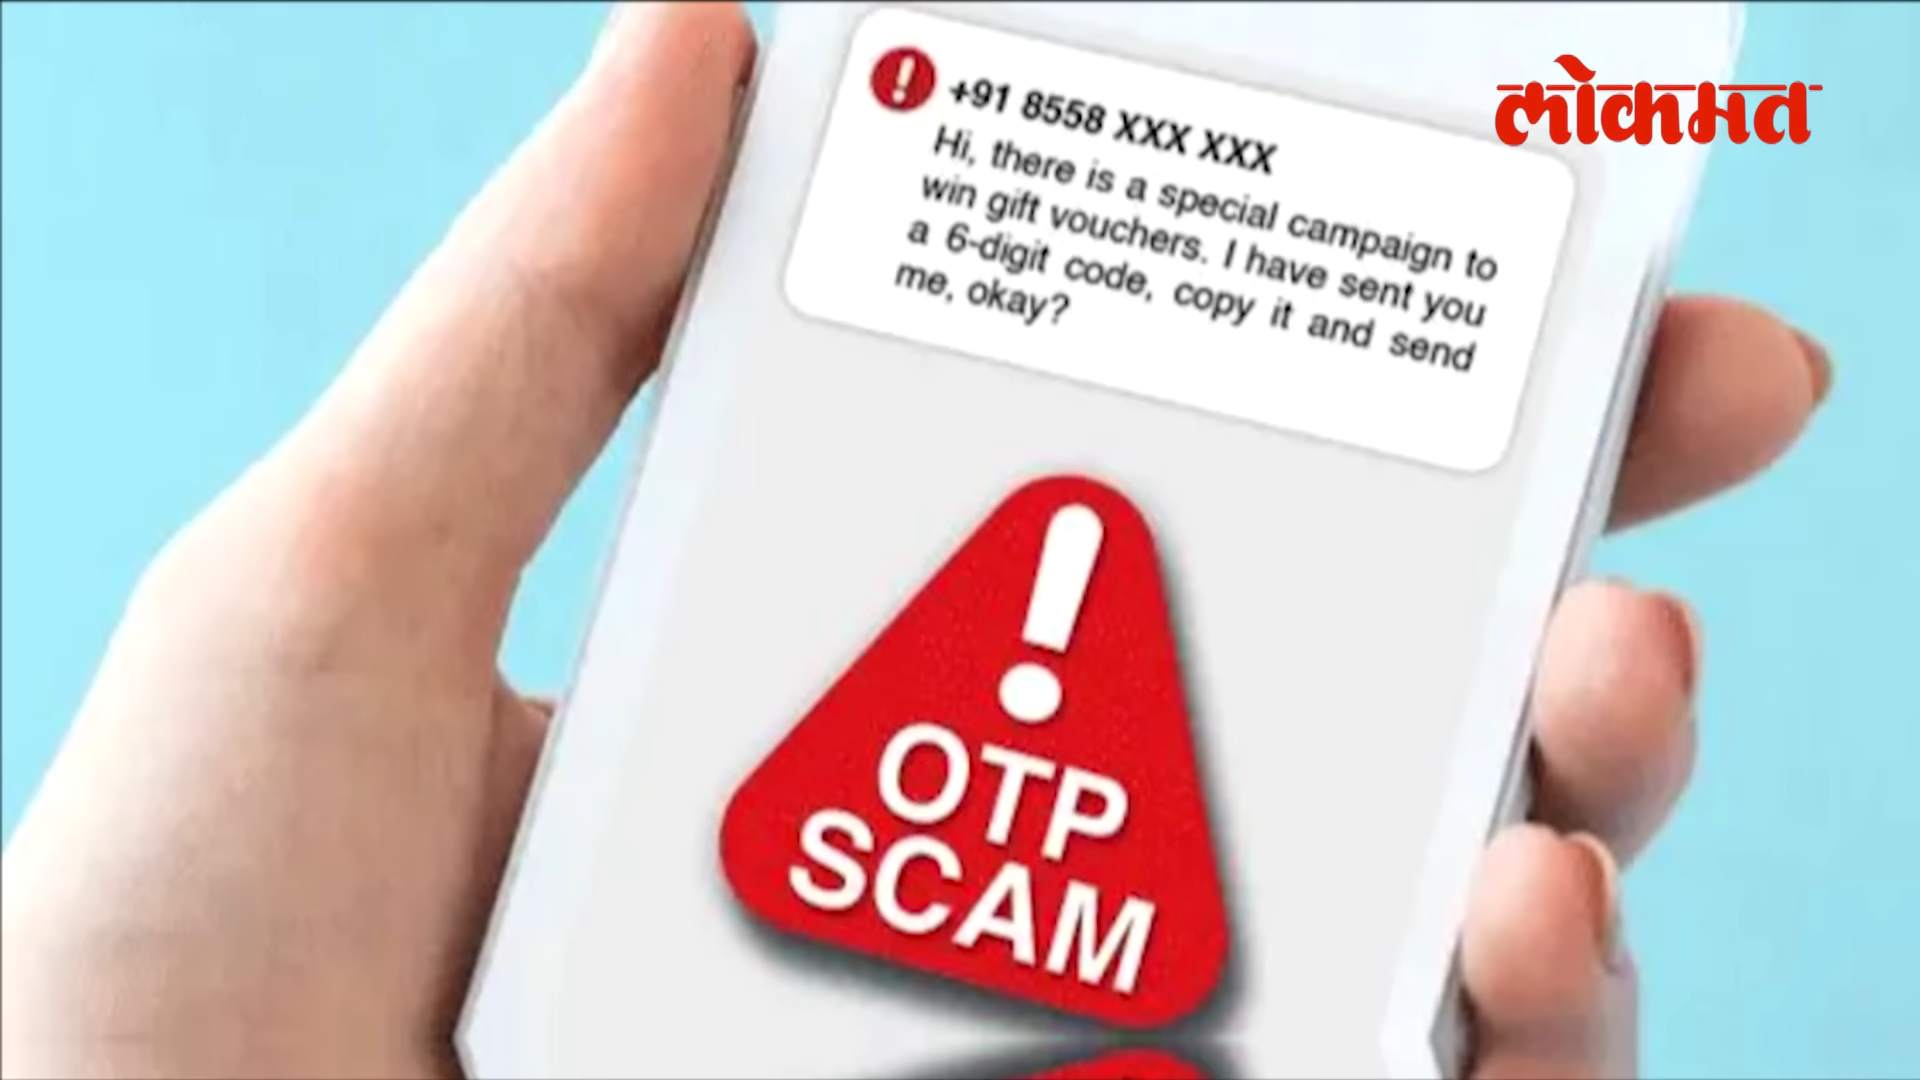 लोकमत
+91 8558 XXX XXX
Hi, there is a special campaign to
win gift vouchers. I have sent you
a 6-digit code, copy it and send
me, okay?
OTP
SCAM